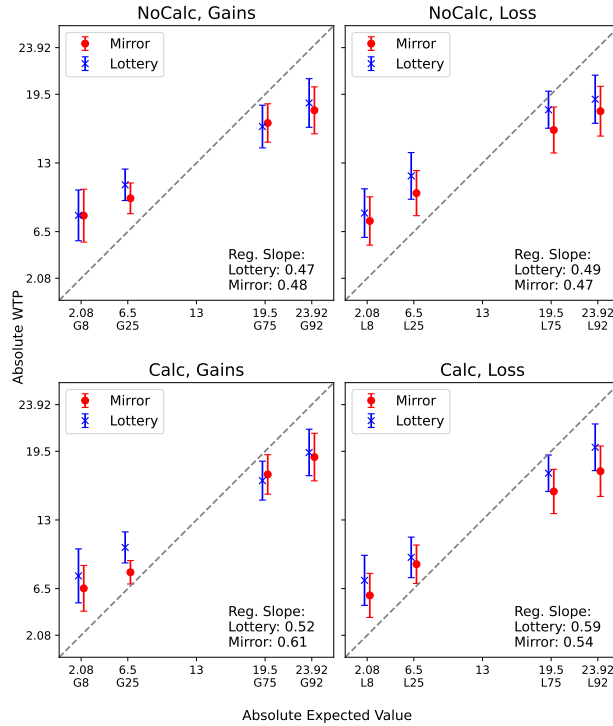 NoCalc, Gains
NoCalc, Loss
23.92
Mirror
Lottery
Mirror
Lottery
19.5
13
6.5
2.08
Reg. Slope:
Lottery: 0.47
Mirror: 0.48
Reg. Slope:
Lottery: 0.49
Mirror: 0.47
2.08
G8
6.5
G25
13
19.5
G75
23.92
G92
2.08
L8
6.5
L25
13
19.5
L75
23.92
L92
Absolute WTP
Calc, Gains
Calc, Loss
23.92
Mirror
Lottery
Mirror
Lottery
19.5
13
6.5
2.08
Reg. Slope:
Lottery: 0.52
Mirror: 0.61
Reg. Slope:
Lottery: 0.59
Mirror: 0.54
2.08
G8
6.5
G25
13
19.5
G75
23.92
G92
2.08
L8
6.5
L25
13
19.5
L75
23.92
L92
Absolute Expected Value